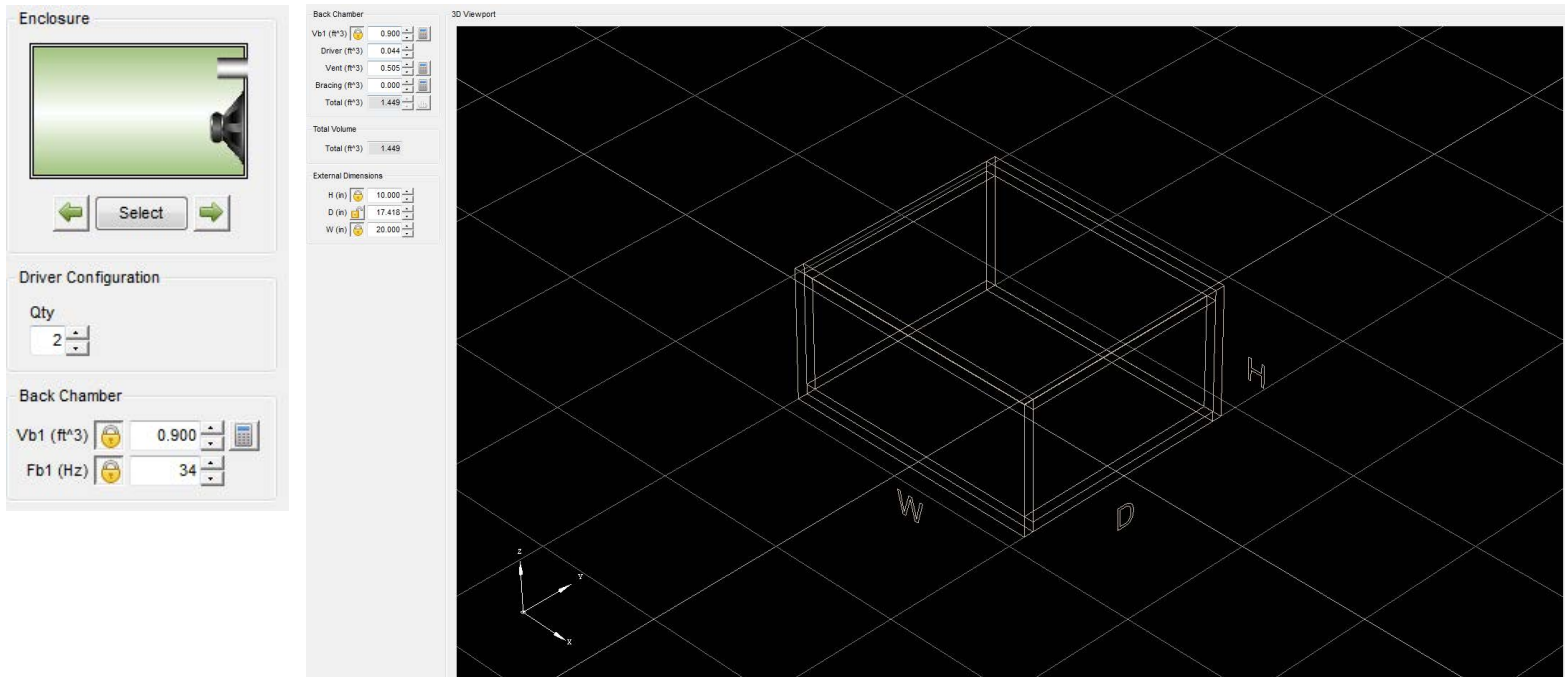 Enclosure
Select
Driver Configuration
Qty
2
Back Chamber
Vb1 (ft^3) 0.900
Fb1 (Hz) 34
Back Chamber
Vb1 (ft^3) 0.900
Driver (ft^3) 0.044
Vent (ft^3) 0.505
Bracing (ft^3) 0.000
Total (ft^3) 1.449
Total Volume
Total (ft^3) 1.449
External Dimensions
H (in) 10.000
D (in) 17.418
W (in) 20.000
3D Viewport
H
W
D
Z
Y
X